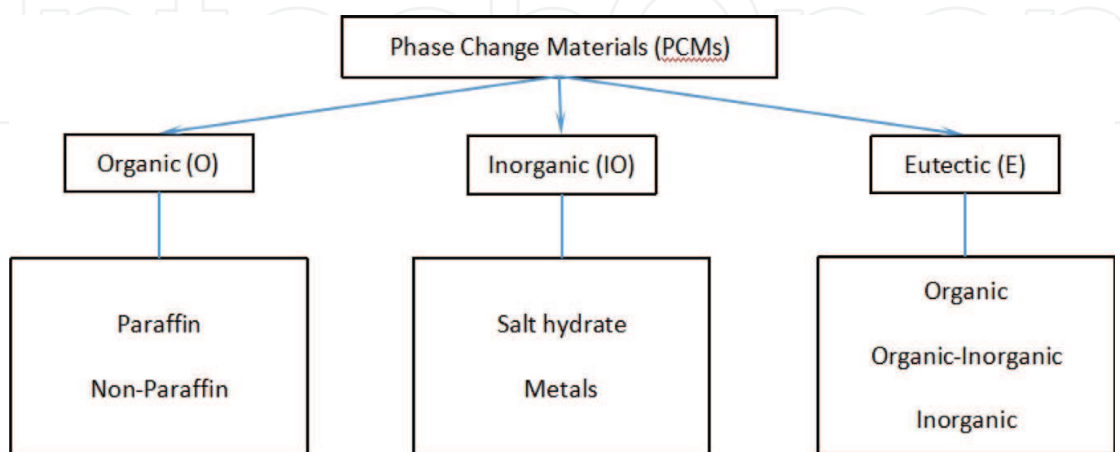 Phase Change Materials (PCMs)
Organic (O)
Inorganic (IO)
Eutectic (E)
Paraffin
Non-Paraffin
Salt hydrate
Metals
Organic
Organic-Inorganic
Inorganic